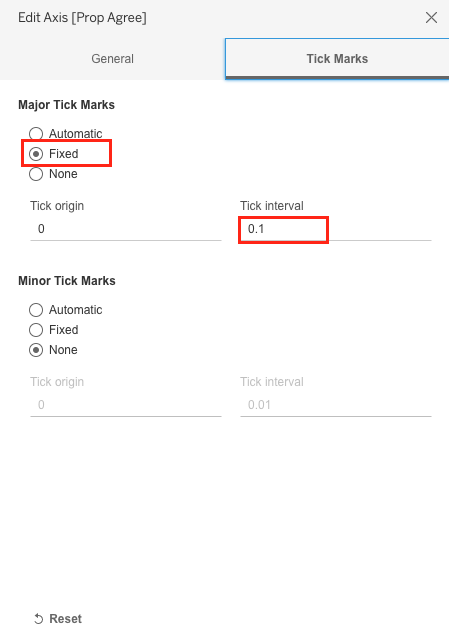 Edit Axis [Prop Agree]
General Tick Marks
Major Tick Marks
Automatic
Fixed
None
Tick origin Tick interval
0 0.1
Minor Tick Marks
Automatic
Fixed
None
Tick origin Tick interval
0 0.01
Reset